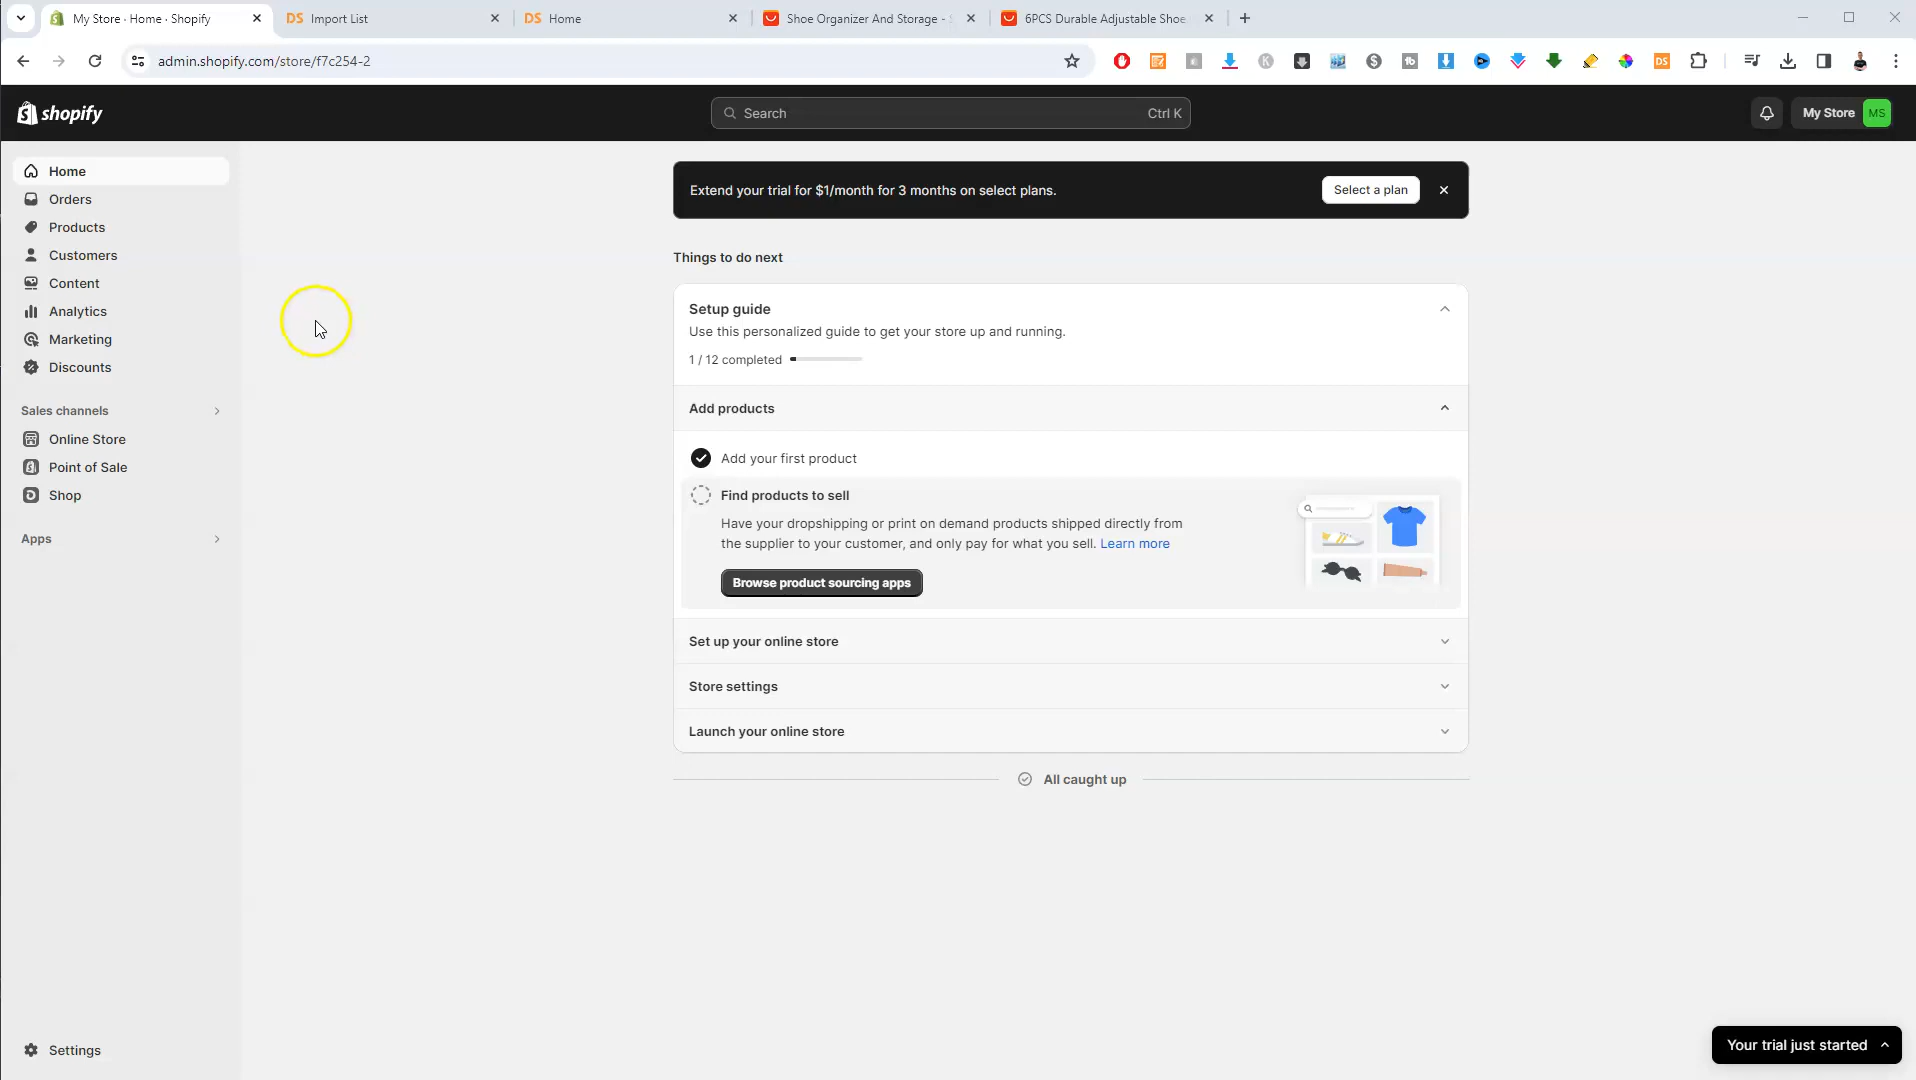 My Store · Home · Shopify
DS Import List
DS Home
Shoe Organizer And Storage -
6PCS Durable Adjustable Shoe
admin.shopify.com/store/f7c254-2
shopify
Search
Ctrl K
My Store
MS
Home
Orders
Products
Customers
Content
Analytics
Marketing
Discounts
Sales channels
Online Store
Point of Sale
Shop
Apps
Settings
Extend your trial for $1/month for 3 months on select plans.
Select a plan
Things to do next
Setup guide
Use this personalized guide to get your store up and running.
1 / 12 completed
Add products
Add your first product
Find products to sell
Have your dropshipping or print on demand products shipped directly from
the supplier to your customer, and only pay for what you sell. Learn more
Browse product sourcing apps
Set up your online store
Store settings
Launch your online store
All caught up
Your trial just started